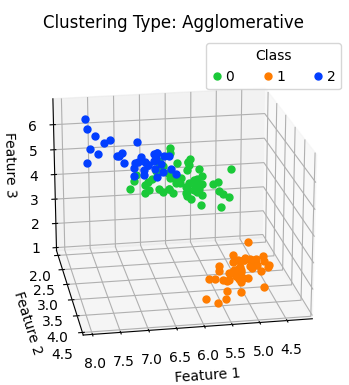 Clustering Type: Agglomerative
Class
0 1 2
Feature 3
6
5
4
3
2
1
Feature 2
2.0
2.5
3.0
3.5
4.0
4.5
8.0 7.5 7.0 6.5 6.0 5.5 5.0 4.5
Feature 1